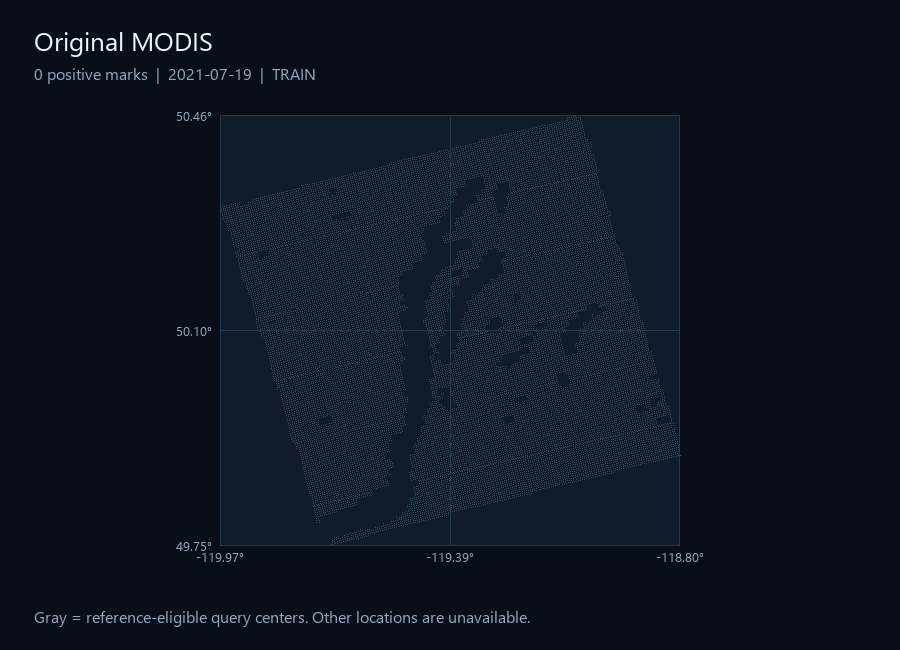 Original MODIS
0 positive marks | 2021-07-19 | TRAIN
50.46°
50.10°
49.75°
-119.97°
-119.39°
-118.80°
Gray = reference-eligible query centers. Other locations are unavailable.